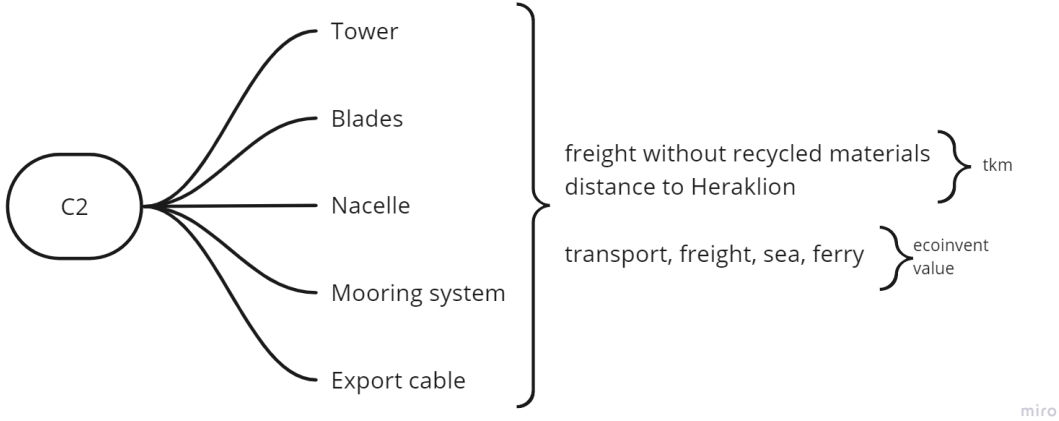 C2
Tower
Blades
Nacelle
Mooring system
Export cable
freight without recycled materials
distance to Heraklion
tkm
transport, freight, sea, ferry
ecoinvent
value
miro